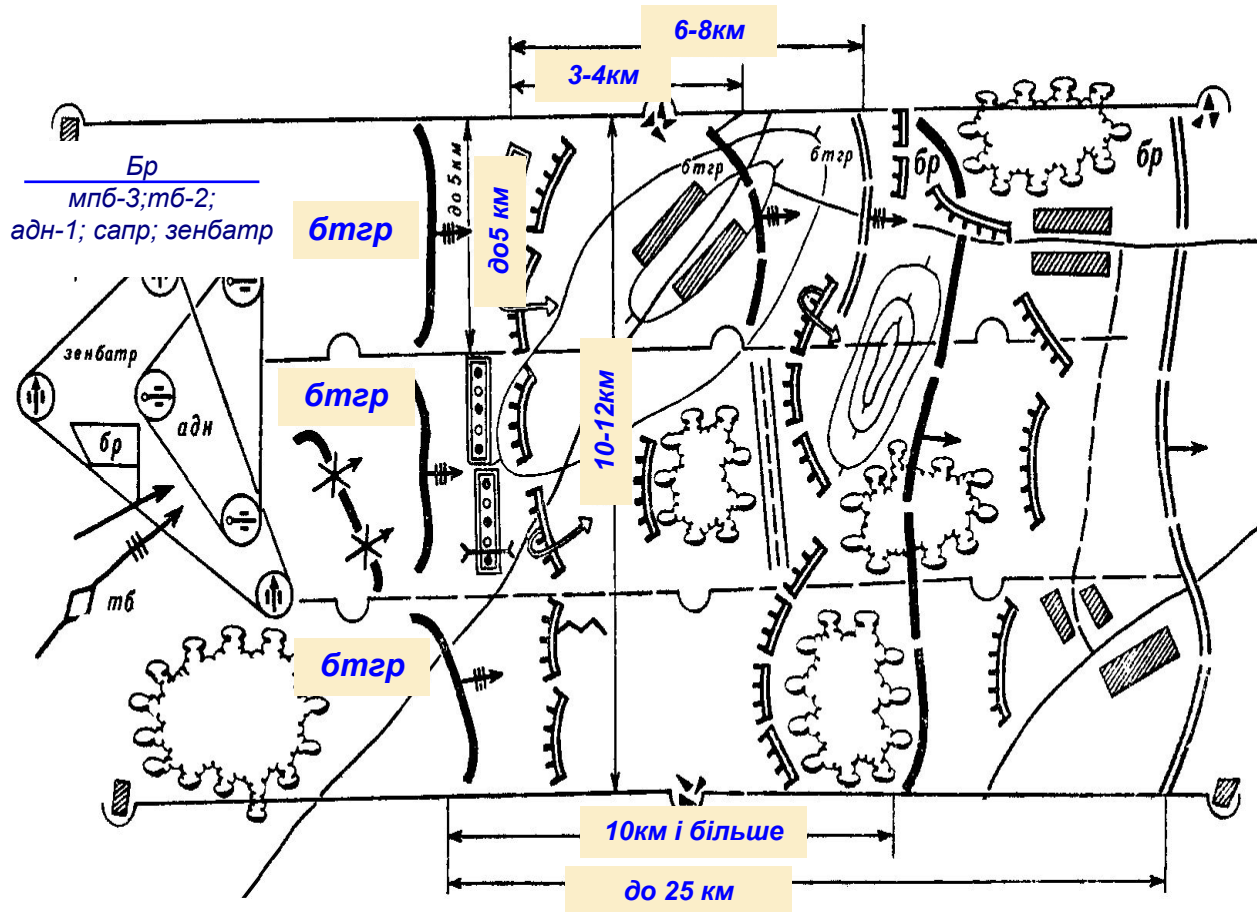 6-8км
3-4км
Бр
мпб-3;тб-2;
адн-1; сапр; зенбатр
бтгр
до 5 км
до5 км
бтгр
бтгр
бр
бр
10-12км
зенбатр
адн
бр
бтгр
тб
бтгр
10км і більше
до 25 км